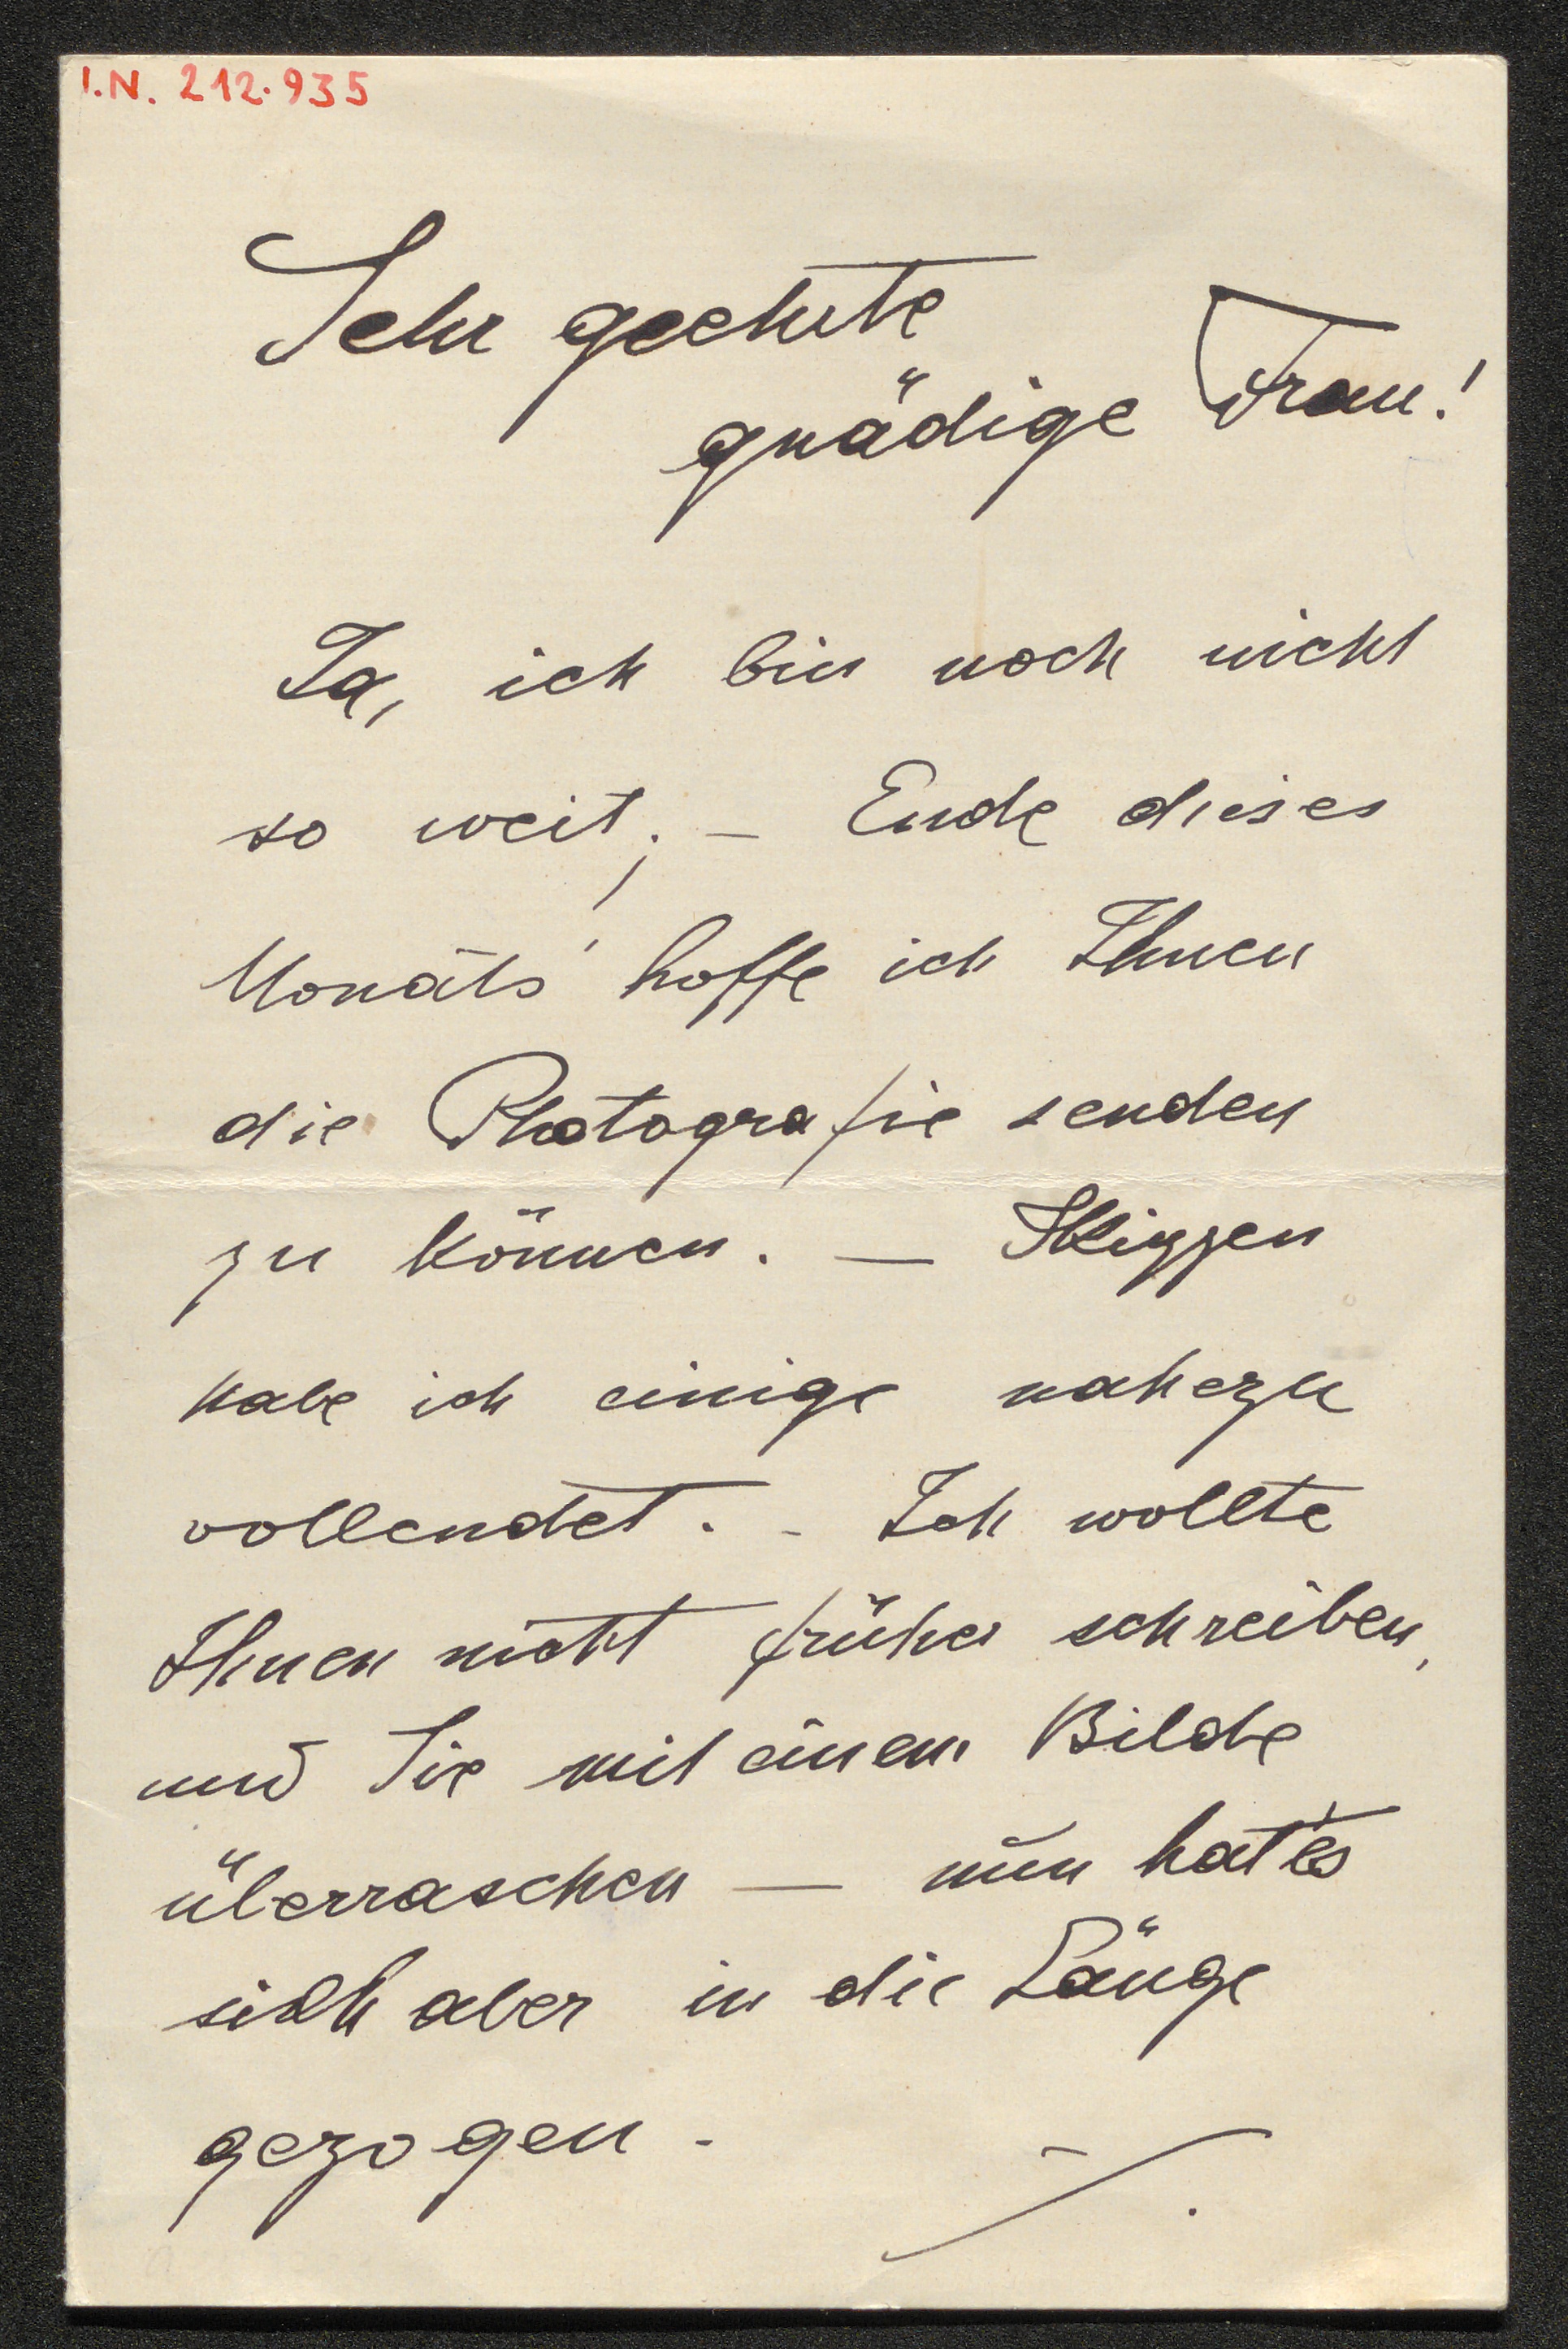 I.N. 212.935
Sehr geehrte
gnädige Frau!
Ja, ich bin noch nicht
so weit; – Ende dieses
Monats hoffe ich Ihnen
die Photografie senden
zu können. — Skizzen
habe ich einige nahezu
vollendet. - Ich wollte
Ihnen nicht früher schreiben,
und Sie mit einem Bilde
überraschen — nun hat es
sich aber in die Länge
gezogen -